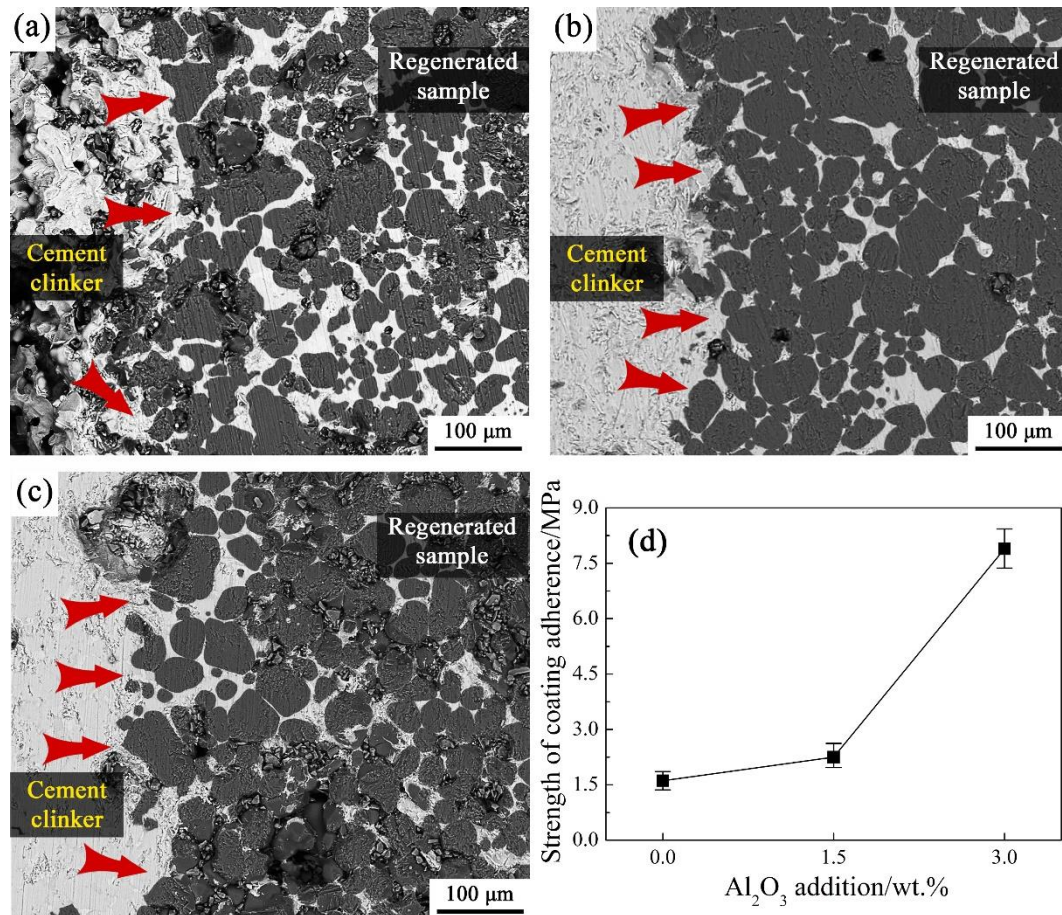 (a)
Regenerated
sample
Cement
clinker
100 μm
(b)
Regenerated
sample
Cement
clinker
100 μm
(c)
Regenerated
sample
Cement
clinker
100 μm
(d)
Strength of coating adherence/MPa
9.0
7.5
6.0
4.5
3.0
1.5
0.0
0.0 1.5 3.0
Al₂O₃ addition/wt.%